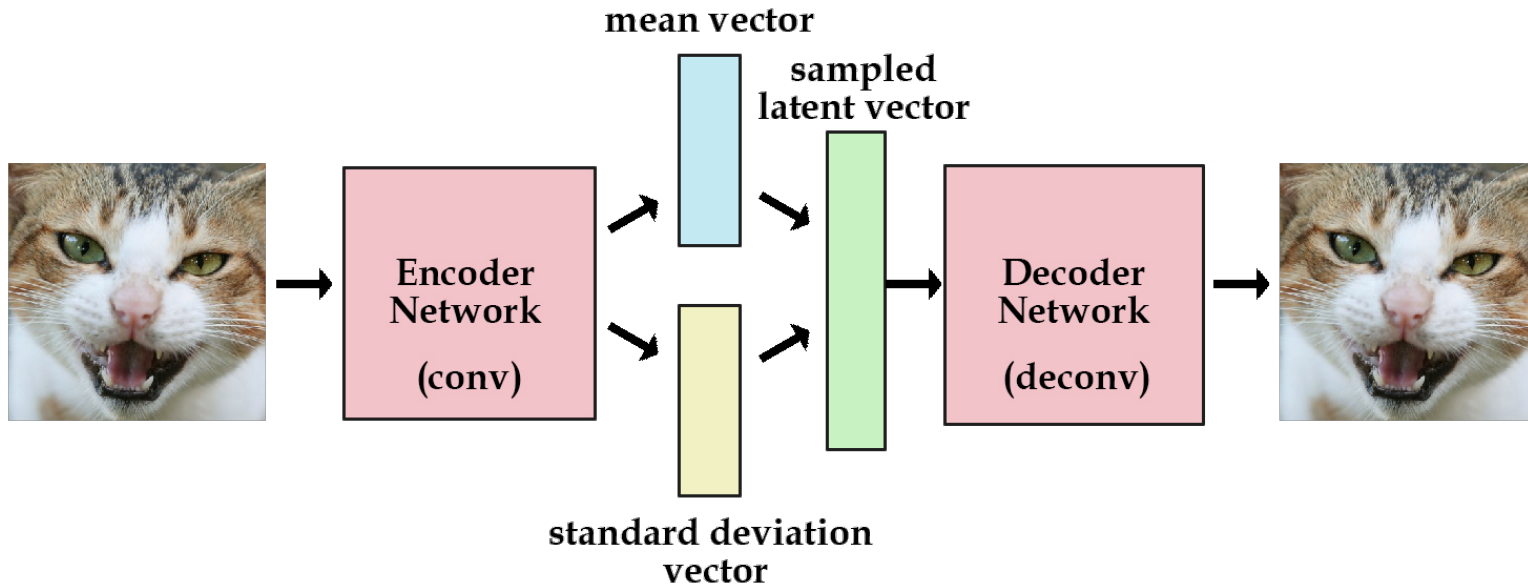 mean vector
sampled
latent vector
Encoder
Network
(conv)
Decoder
Network
(deconv)
standard deviation
vector